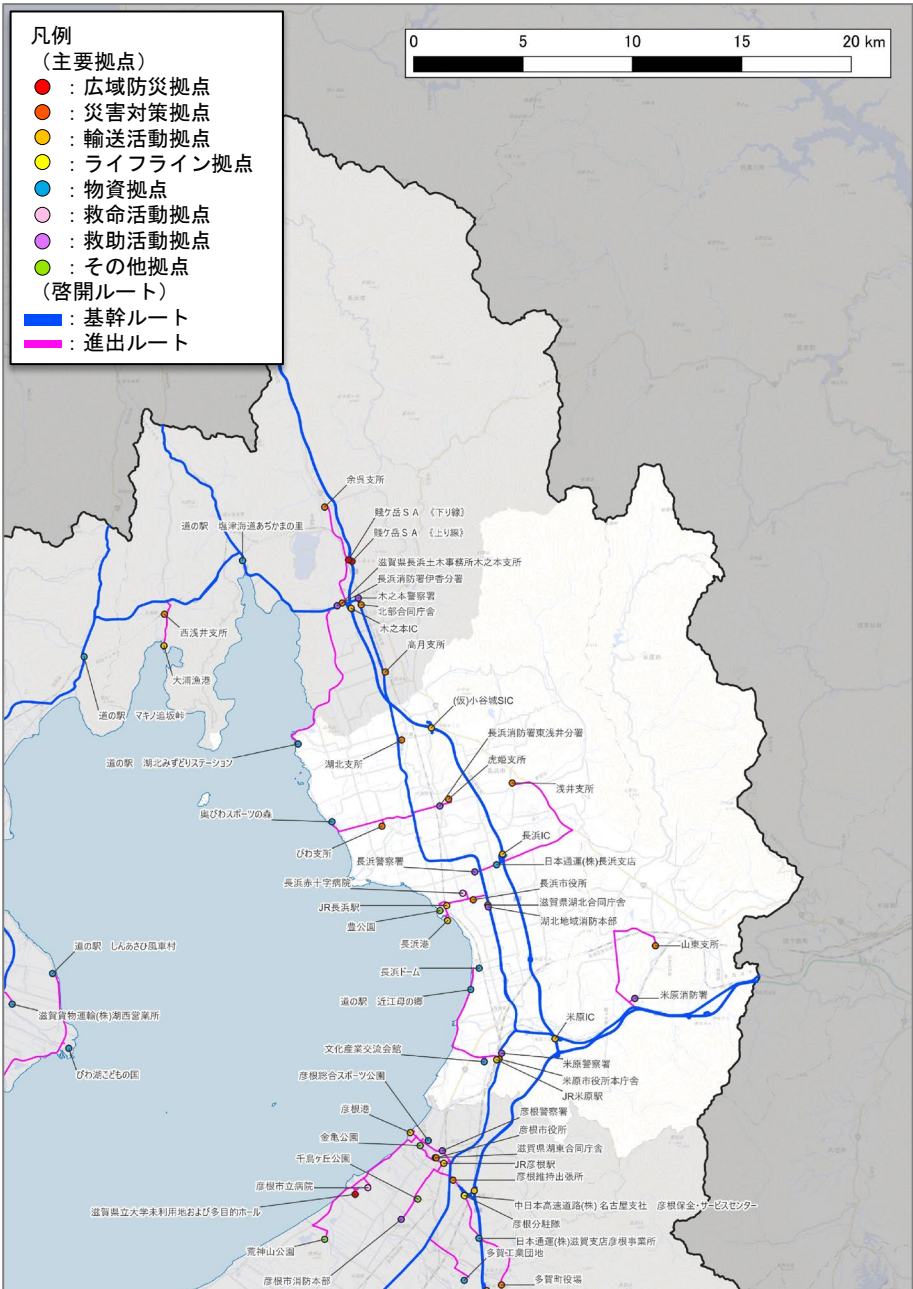 凡例
（主要拠点）
：広域防災拠点
：災害対策拠点
：輸送活動拠点
：ライフライン拠点
：物資拠点
：救命活動拠点
：救助活動拠点
：その他拠点
（啓開ルート）
：基幹ルート
：進出ルート
0 5 10 15 20 km
余呉支所
賤ケ岳ＳＡ 《下り線》
賤ケ岳ＳＡ 《上り線》
道の駅 塩津海道あぢかまの里
滋賀県長浜土木事務所木之本支所
長浜消防署伊香分署
木之本警察署
北部合同庁舎
木之本IC
西浅井支所
高月支所
大浦漁港
道の駅 マキノ追坂峠
(仮)小谷城SIC
長浜消防署東浅井分署
道の駅 湖北みずどりステーション
湖北支所
虎姫支所
浅井支所
奥びわスポーツの森
びわ支所
長浜IC
長浜警察署
日本通運(株)長浜支店
長浜赤十字病院
長浜市役所
JR長浜駅
滋賀県湖北合同庁舎
豊公園
湖北地域消防本部
長浜港
山東支所
道の駅 しんあさひ風車村
長浜ドーム
道の駅 近江母の郷
米原消防署
滋賀貨物運輸(株)湖西営業所
米原IC
文化産業交流会館
びわ湖こどもの国
米原警察署
彦根総合スポーツ公園
米原市役所本庁舎
JR米原駅
彦根港
彦根警察署
金亀公園
彦根市役所
千鳥ヶ丘公園
滋賀県湖東合同庁舎
JR彦根駅
彦根維持出張所
彦根市立病院
中日本高速道路(株)名古屋支社 彦根保全・サービスセンター
滋賀県立大学未利用地および多目的ホール
彦根分駐隊
日本通運(株)滋賀支店彦根事業所
荒神山公園
多賀工業団地
彦根市消防本部
多賀町役場